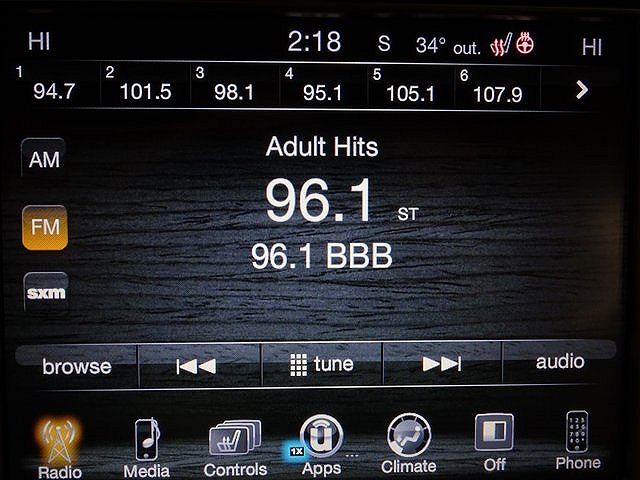 HI 2:18 S 34° out. HI
1 94.7 2 101.5 3 98.1 4 95.1 5 105.1 6 107.9
Adult Hits
AM
96.1 ST
FM
96.1 BBB
sxm
browse tune audio
1X
Radio Media Controls Apps Climate Off Phone